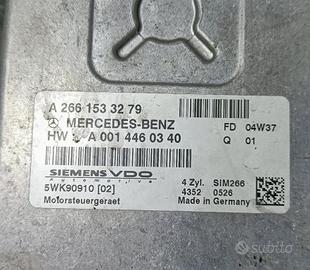 A 266 153 32 79
MERCEDES-BENZ
FD 04W37
HW : A 001 446 03 40
Q 01
SIEMENS VDO
Automotive
4 Zyl. SIM266
5WK90910 [02]
4352 0526
Motorsteuergeraet
Made in Germany
subito